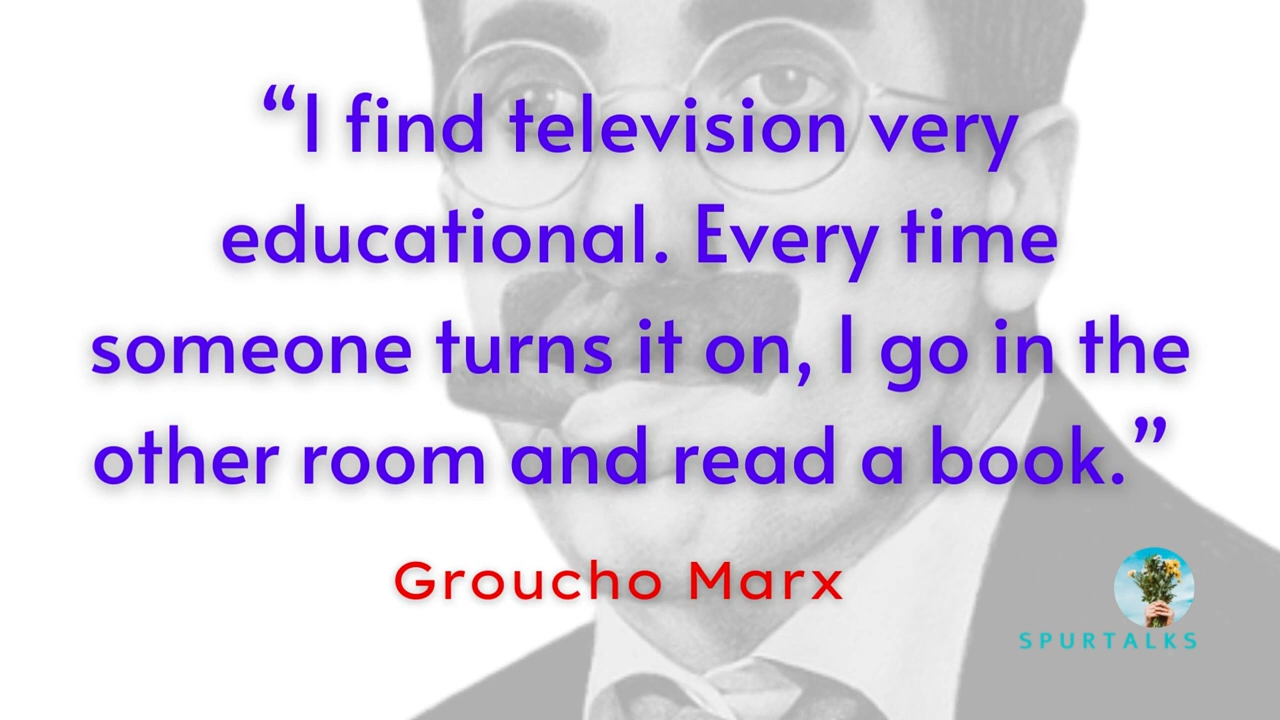 “I find television very
educational. Every time
someone turns it on, I go in the
other room and read a book.”
Groucho Marx
SPURTALKS